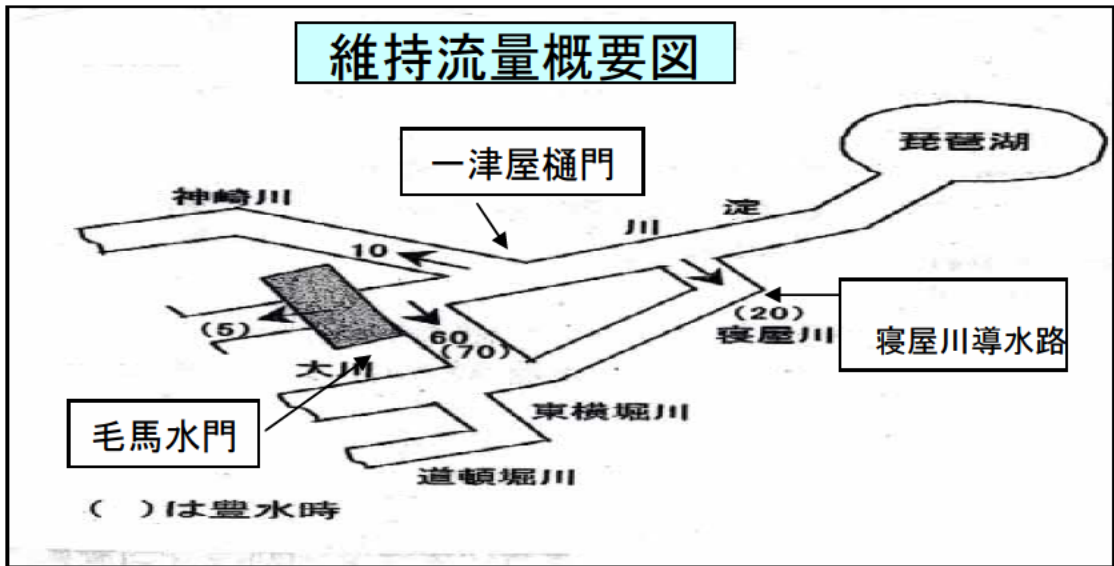 維持流量概要図
琵琶湖
一津屋樋門
神崎川
淀
川
10
(20)
寝屋川
寝屋川導水路
(5)
60
(70)
大川
毛馬水門
東横堀川
道頓堀川
( )は豊水時